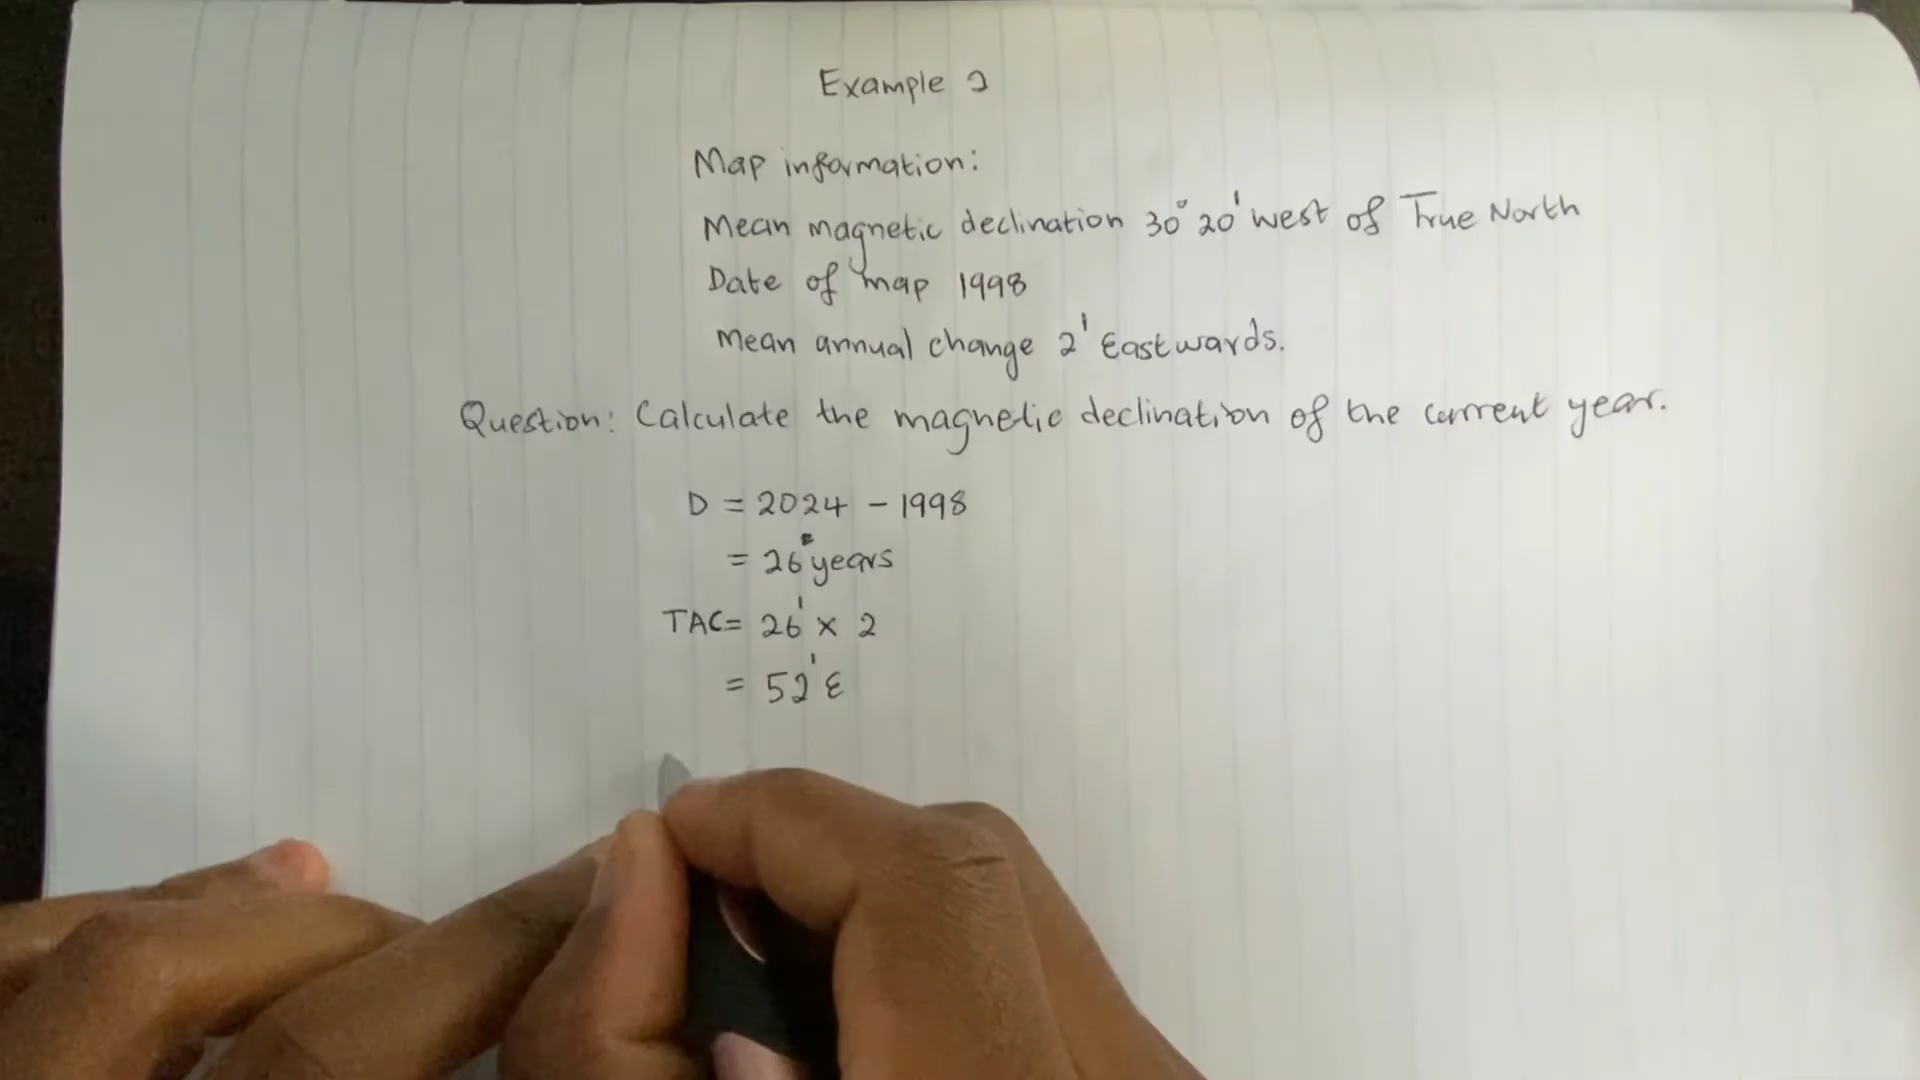 Example 2
Map information:
Mean magnetic declination 30° 20' west of True North
Date of map 1998
Mean annual change 2' Eastwards.
Question: Calculate the magnetic declination of the current year.
D = 2024 - 1998
= 26 years
TAC = 26' × 2
= 52' E